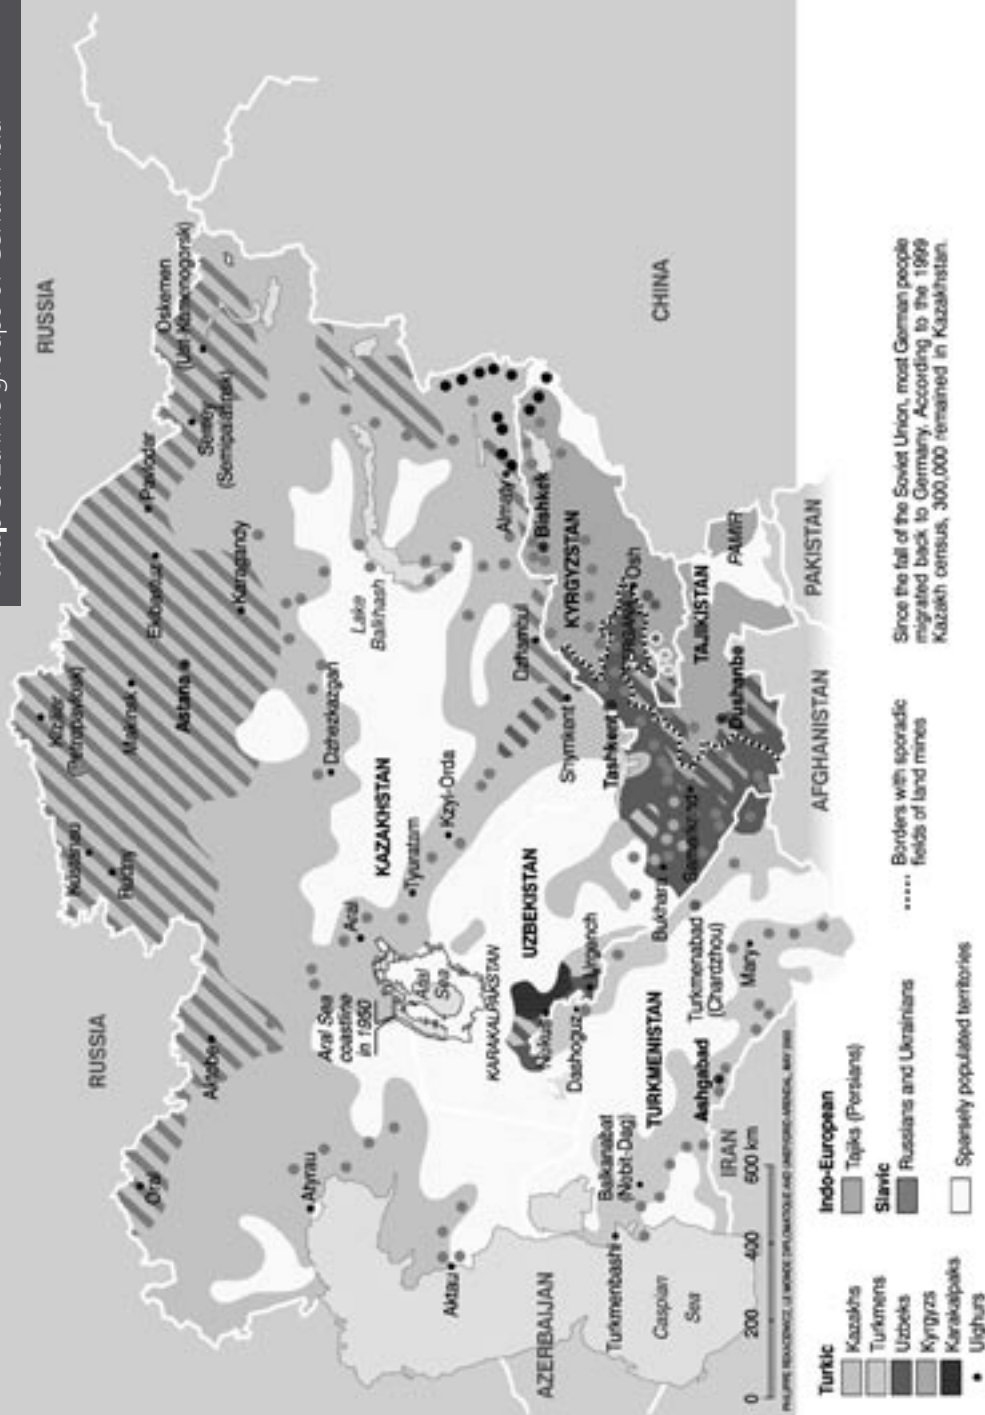 RUSSIA
RUSSIA
CHINA
PAKISTAN
AFGHANISTAN
IRAN
AZERBAIJAN
KAZAKHSTAN
UZBEKISTAN
KARAKALPAKSTAN
TURKMENISTAN
KYRGYZSTAN
TAJIKISTAN
PAMIR
Oral
Aktobe
Atyrau
Aktau
Rudny
Makinsk
Astana
Ekibastuz
Pavlodar
Karagandy
Semey
(Semipalatinsk)
Oskemen
(Ust Kamenogorsk)
Lake
Balkhash
Dzhezkazgan
Kzyl-Orda
Tyuratam
Aral
Aral
Sea
Aral Sea
coastline
in 1960
Almaty
Bishkek
Dzhambul
Shymkent
Tashkent
Osh
Dushanbe
Samarkand
Bukhara
Urgench
Nukus
Dashoguz
Turkmenabad
(Chardzhou)
Mary
Ashgabad
Balkanabat
(Nebit-Dag)
Turkmenbashi
Caspian
Sea
0 200 400 600 km
Turkic
Kazakhs
Turkmens
Uzbeks
Kyrgyzs
Karakalpaks
Uighurs
Indo-European
Tajiks (Persians)
Slavic
Russians and Ukrainians
Sparsely populated territories
Borders with sporadic
fields of land mines
Since the fall of the Soviet Union, most German people
migrated back to Germany. According to the 1999
Kazakh census, 300,000 remained in Kazakhstan.